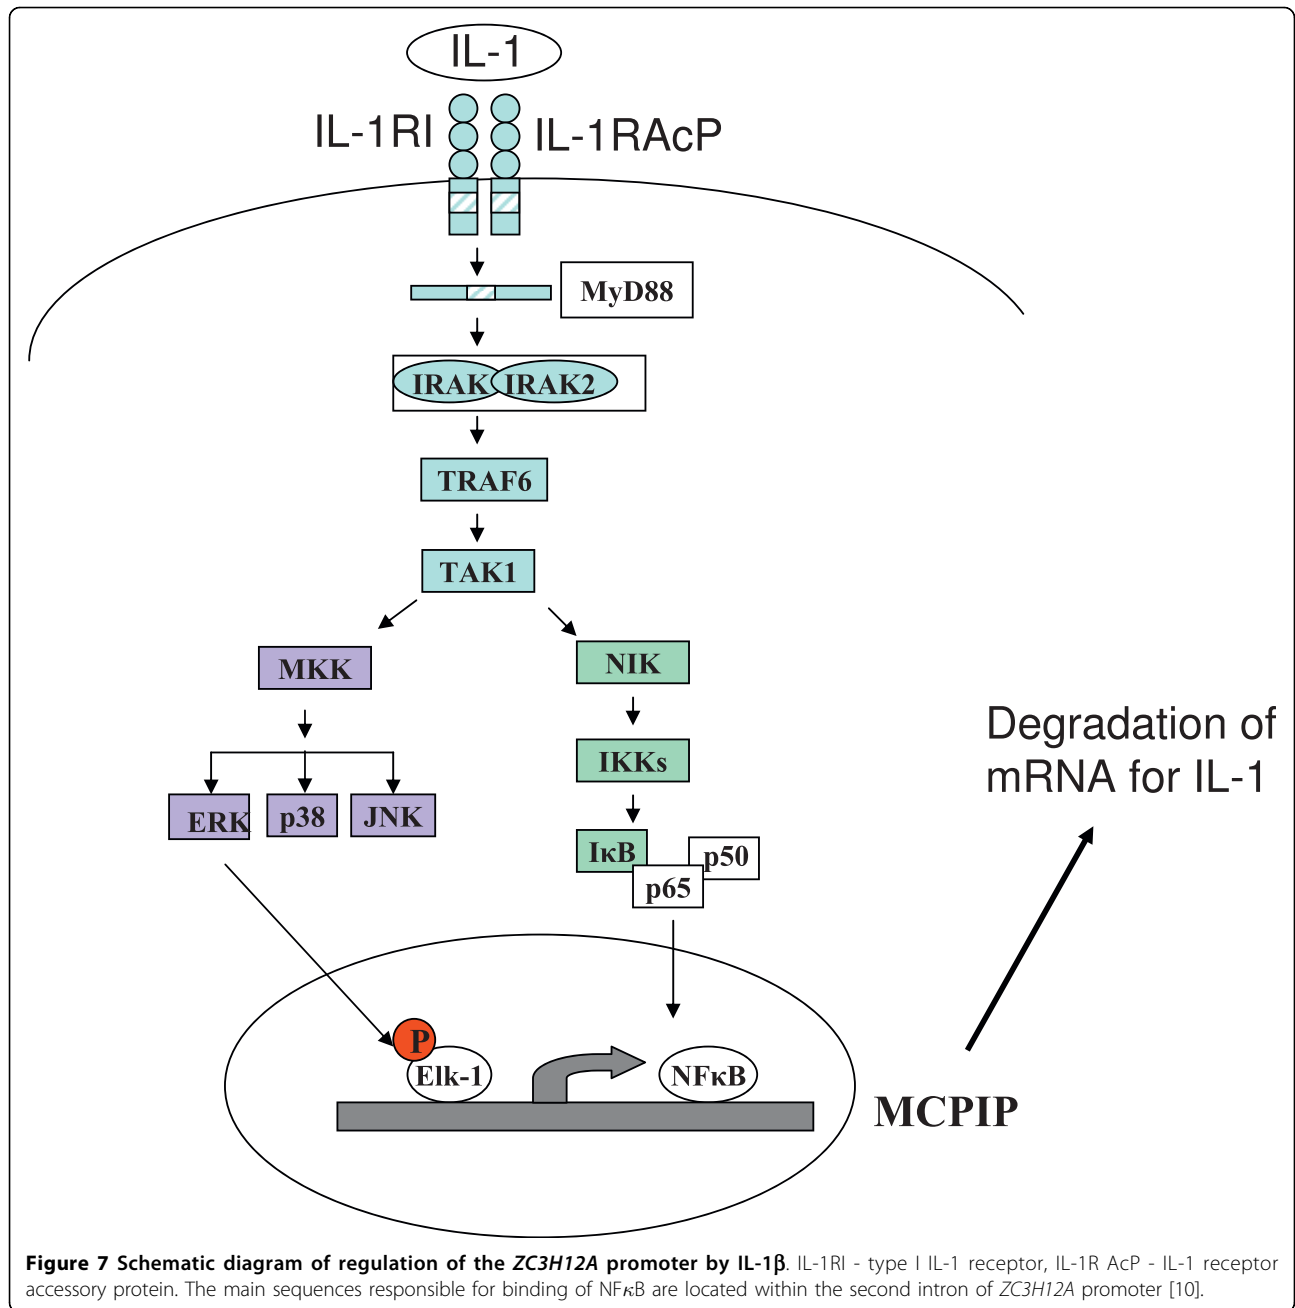 IL-1
IL-1RI
IL-1RAcP
MyD88
IRAK
IRAK2
TRAF6
TAK1
MKK
NIK
IKKs
ERK
p38
JNK
IκB
p50
p65
Degradation of
mRNA for IL-1
P
Elk-1
NFκB
MCPIP
Figure 7 Schematic diagram of regulation of the ZC3H12A promoter by IL-1β. IL-1RI - type I IL-1 receptor, IL-1R AcP - IL-1 receptor
accessory protein. The main sequences responsible for binding of NFκB are located within the second intron of ZC3H12A promoter [10].